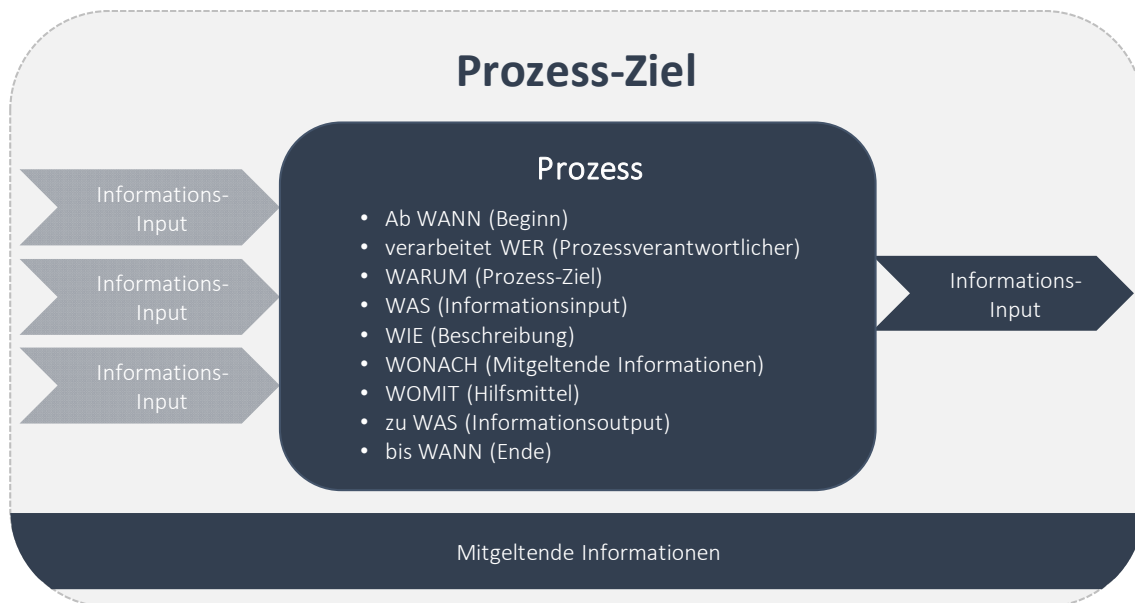 Prozess-Ziel
Prozess
Informations-
Input
Informations-
Input
Informations-
Input
• Ab WANN (Beginn)
• verarbeitet WER (Prozessverantwortlicher)
• WARUM (Prozess-Ziel)
• WAS (Informationsinput)
• WIE (Beschreibung)
• WONACH (Mitgeltende Informationen)
• WOMIT (Hilfsmittel)
• zu WAS (Informationsoutput)
• bis WANN (Ende)
Informations-
Input
Mitgeltende Informationen